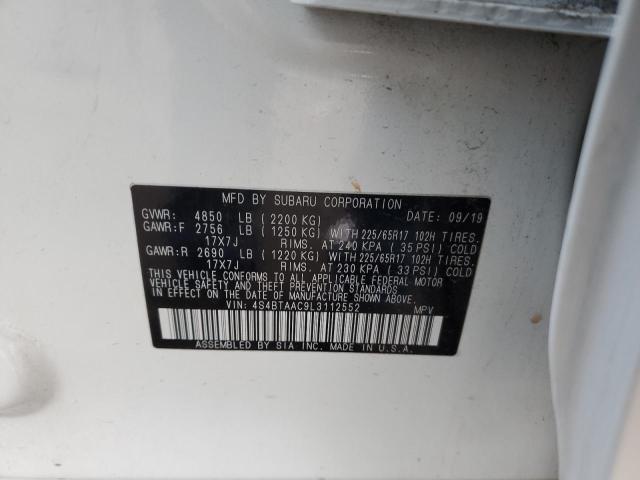 MFD BY SUBARU CORPORATION
GVWR: 4850 LB (2200 KG) DATE: 09/19
GAWR:F 2756 LB (1250 KG) WITH 225/65R17 102H TIRES.
17X7J RIMS. AT 240 KPA (35 PSI) COLD
GAWR:R 2690 LB (1220 KG) WITH 225/65R17 102H TIRES.
17X7J RIMS. AT 230 KPA (33 PSI) COLD
THIS VEHICLE CONFORMS TO ALL APPLICABLE FEDERAL MOTOR
VEHICLE SAFETY, BUMPER, AND THEFT PREVENTION STANDARDS
IN EFFECT ON THE DATE OF MANUFACTURE SHOWN ABOVE.
VIN: 4S4BTAAC9L3112552 MPV
ASSEMBLED BY SIA INC. MADE IN U.S.A.